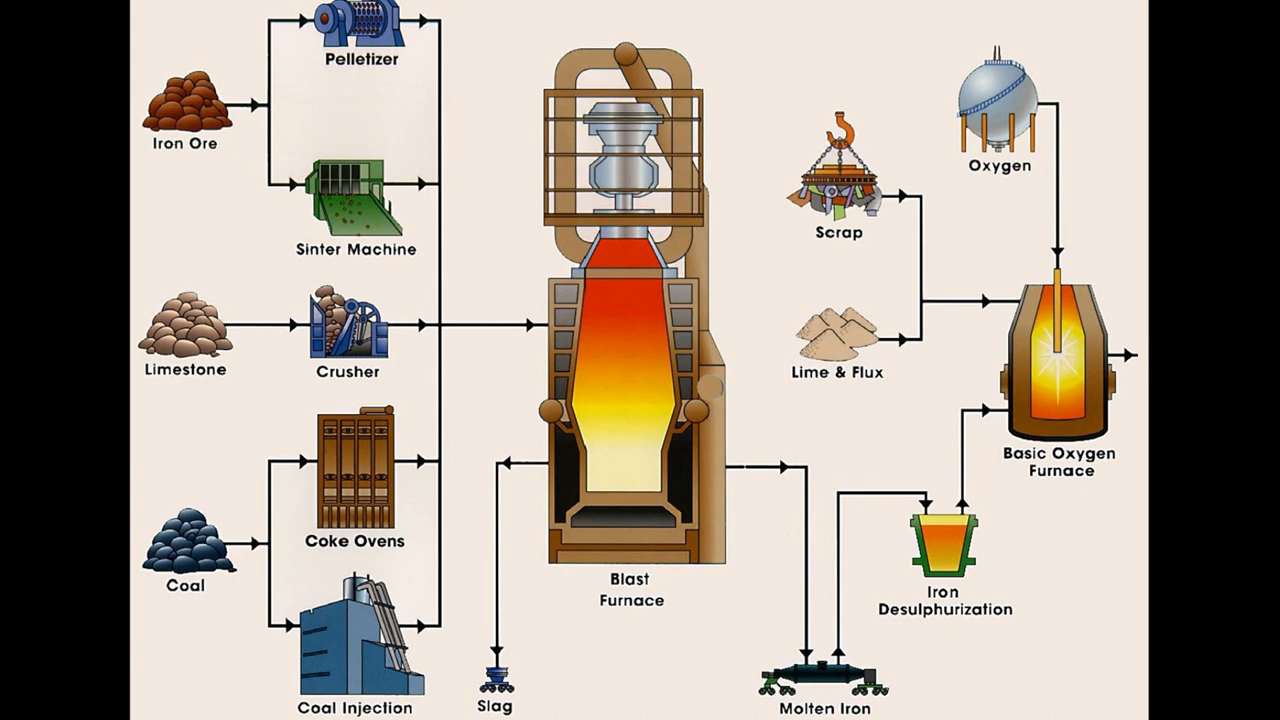 Pelletizer
Iron Ore
Oxygen
Scrap
Sinter Machine
Limestone
Crusher
Lime & Flux
Basic Oxygen
Furnace
Coke Ovens
Coal
Blast
Furnace
Iron
Desulphurization
Coal Injection
Slag
Molten Iron